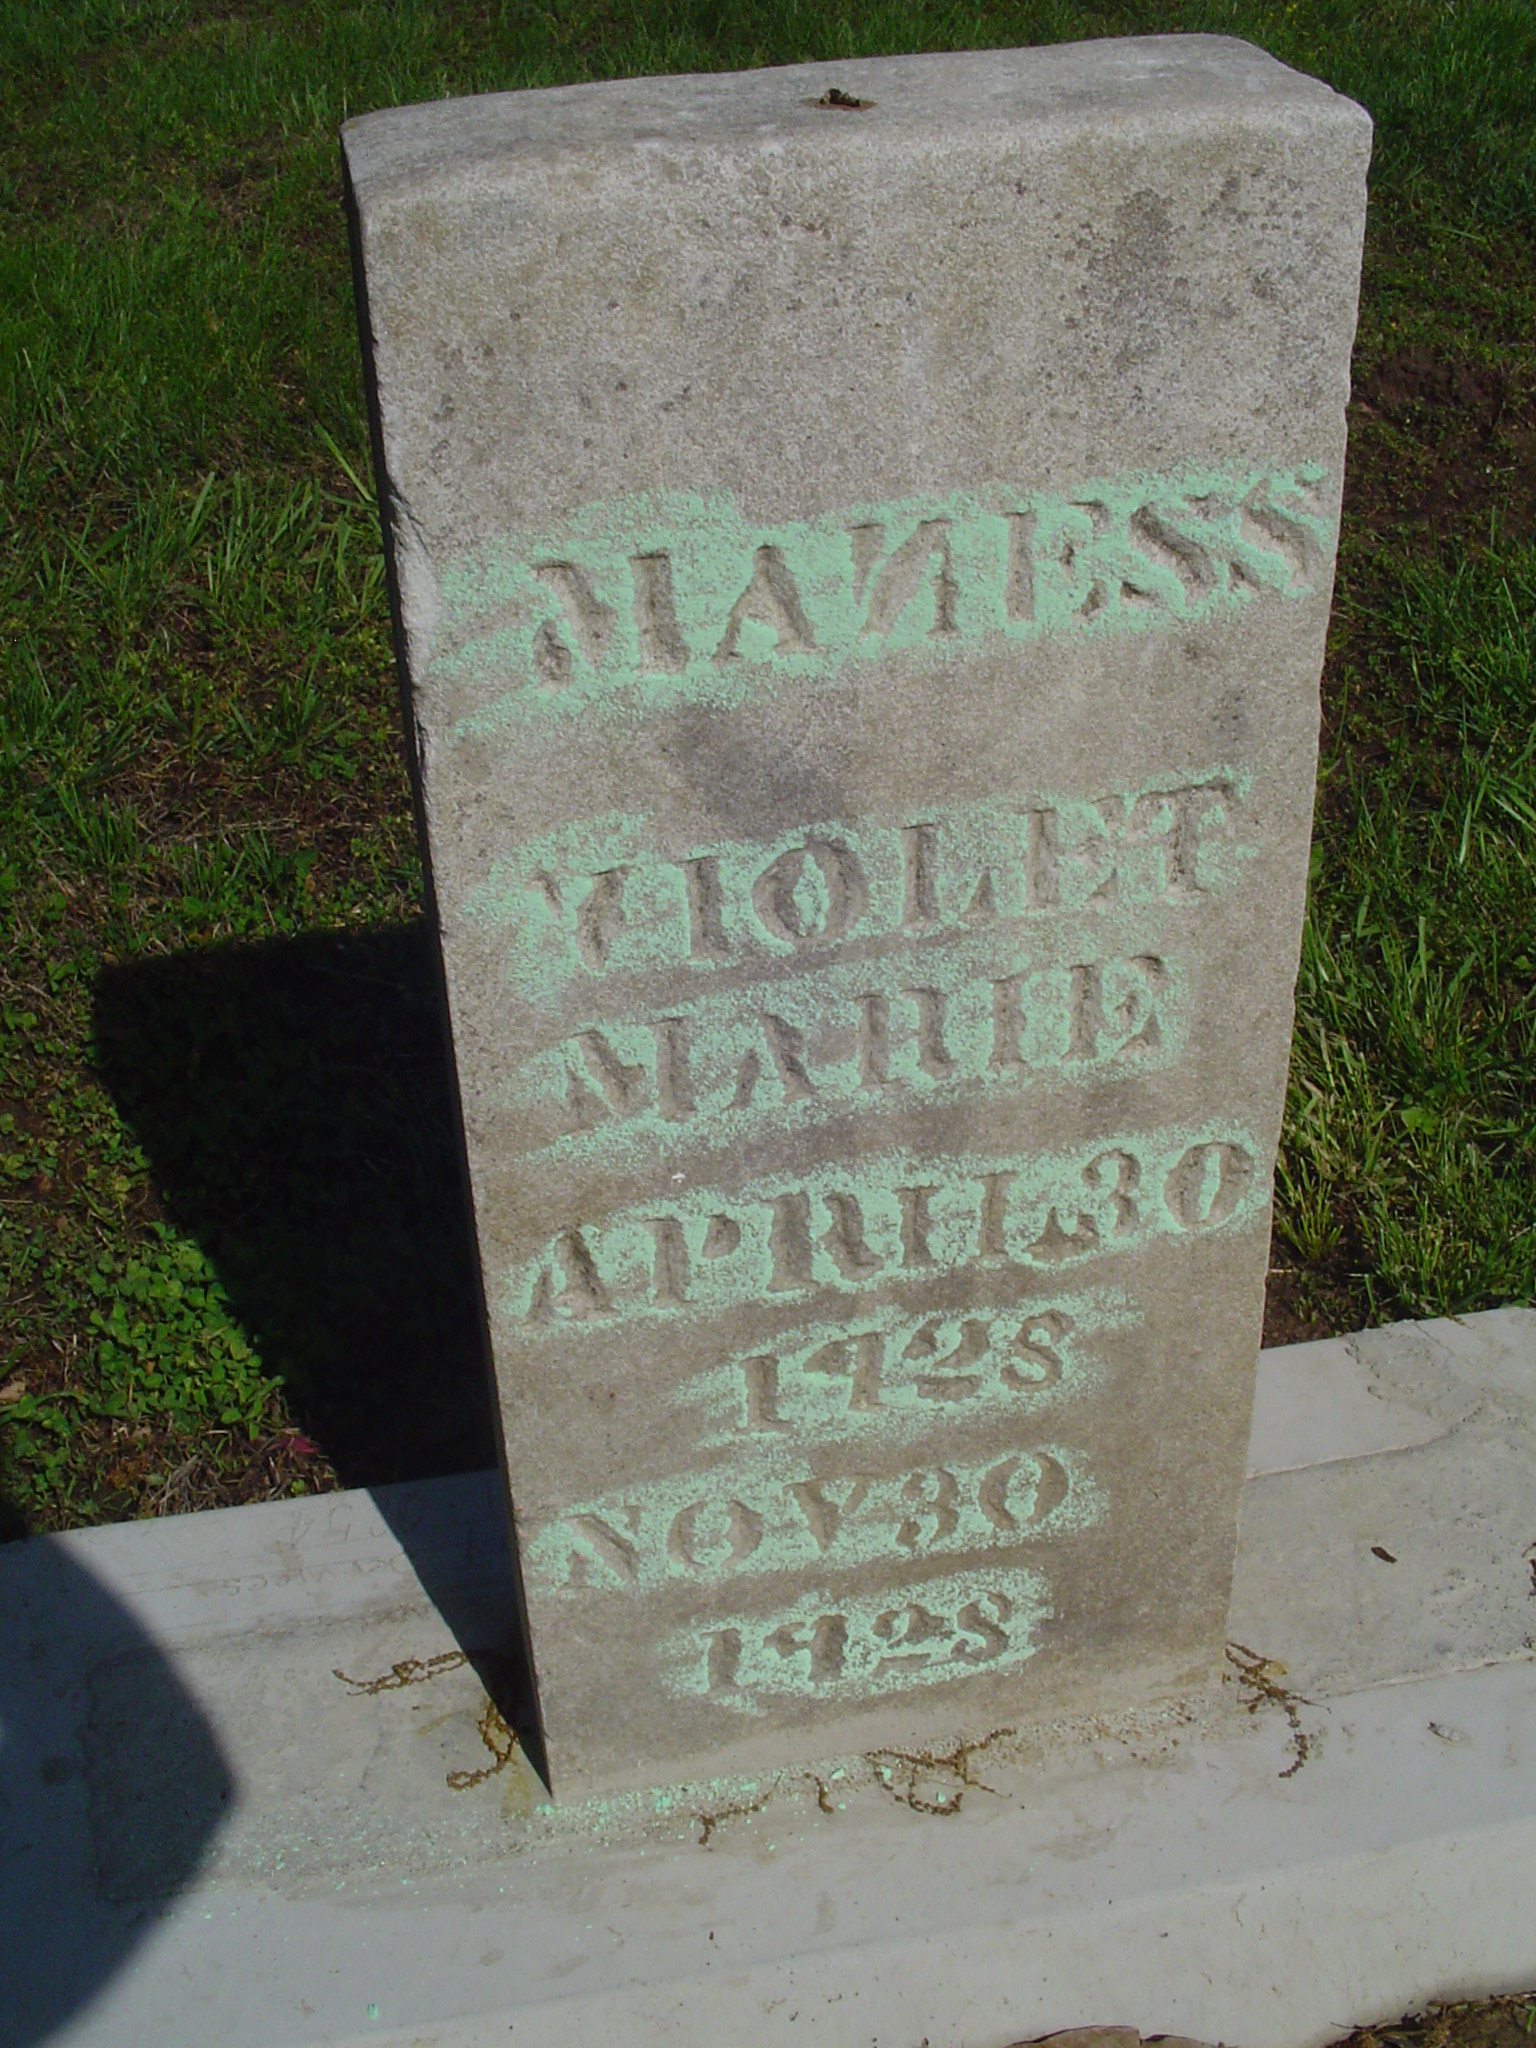 MANESS
VIOLET
MARIE
APRIL 30
1928
NOV 30
1928